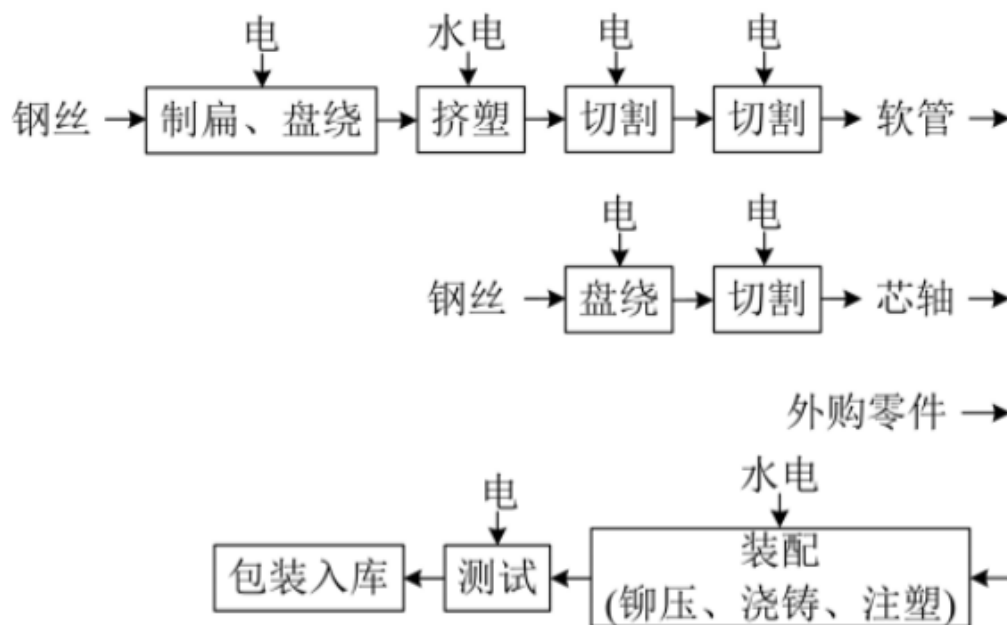 电 水电 电 电
钢丝 制扁、盘绕 挤塑 切割 切割 软管
电 电
钢丝 盘绕 切割 芯轴
外购零件
电 水电
包装入库 测试 装配
(铆压、浇铸、注塑)